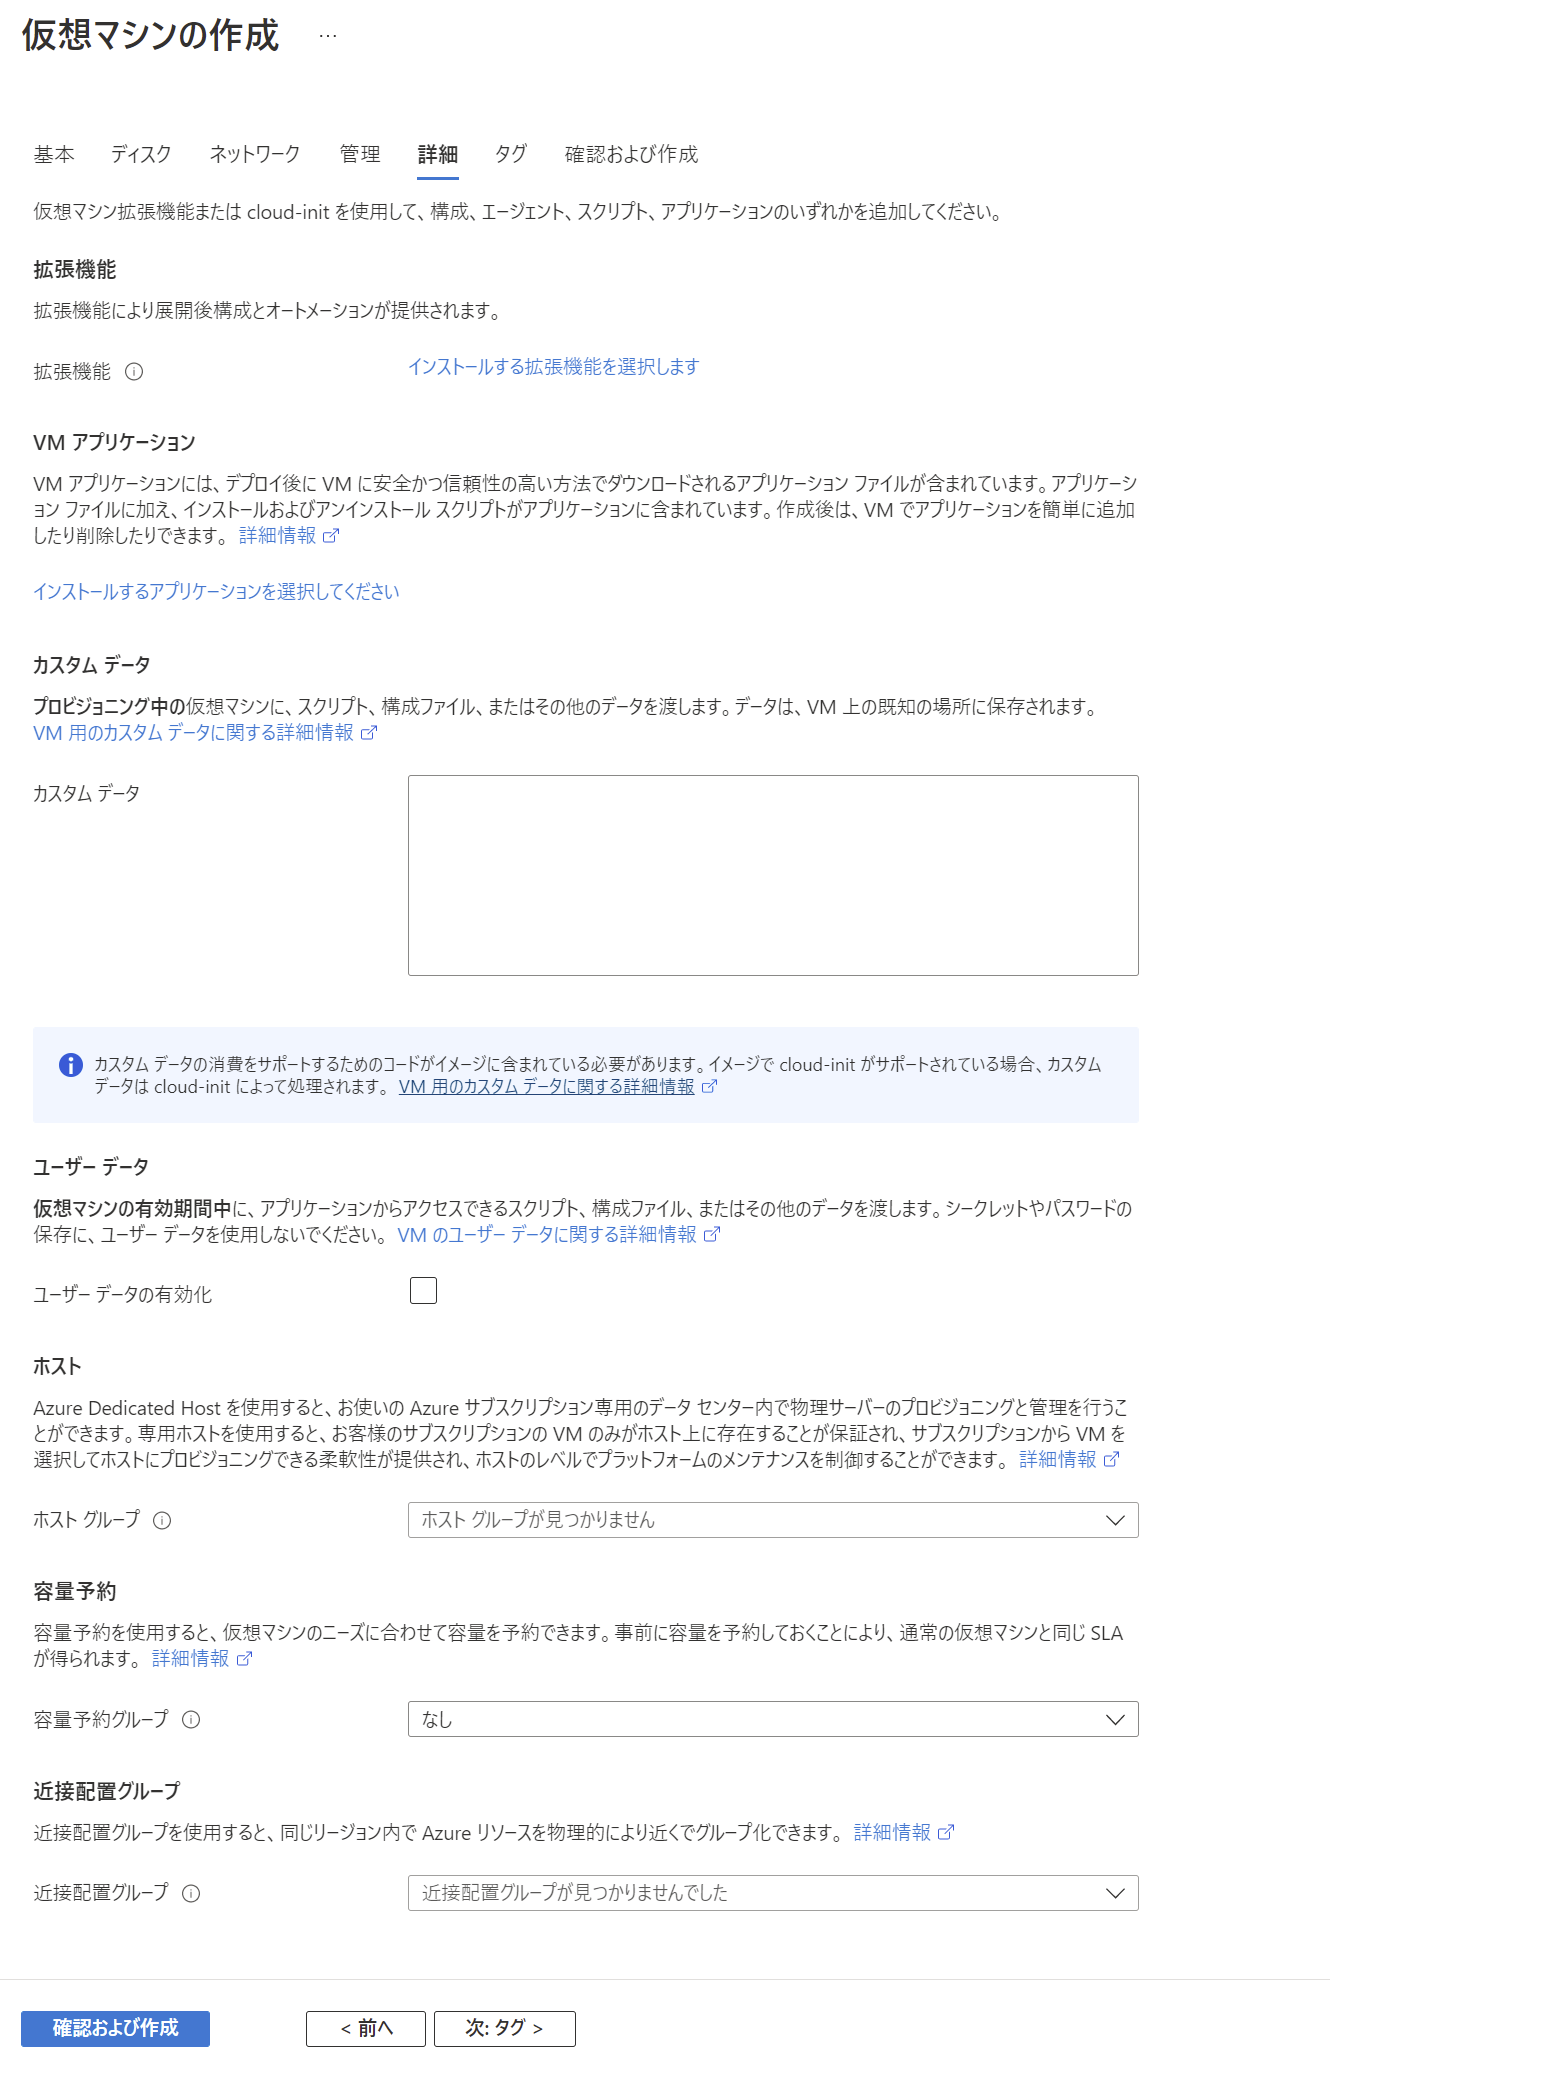 仮想マシンの作成 …
基本 ディスク ネットワーク 管理 詳細 タグ 確認および作成
仮想マシン拡張機能または cloud-init を使用して、構成、エージェント、スクリプト、アプリケーションのいずれかを追加してください。
拡張機能
拡張機能により展開後構成とオートメーションが提供されます。
拡張機能 インストールする拡張機能を選択します
VM アプリケーション
VM アプリケーションには、デプロイ後に VM に安全かつ信頼性の高い方法でダウンロードされるアプリケーション ファイルが含まれています。アプリケーシ
ョン ファイルに加え、インストールおよびアンインストール スクリプトがアプリケーションに含まれています。作成後は、VM でアプリケーションを簡単に追加
したり削除したりできます。 詳細情報
インストールするアプリケーションを選択してください
カスタム データ
プロビジョニング中の仮想マシンに、スクリプト、構成ファイル、またはその他のデータを渡します。データは、VM 上の既知の場所に保存されます。
VM 用のカスタム データに関する詳細情報
カスタム データ
カスタム データの消費をサポートするためのコードがイメージに含まれている必要があります。イメージで cloud-init がサポートされている場合、カスタム
データは cloud-init によって処理されます。 VM 用のカスタム データに関する詳細情報
ユーザー データ
仮想マシンの有効期間中に、アプリケーションからアクセスできるスクリプト、構成ファイル、またはその他のデータを渡します。シークレットやパスワードの
保存に、ユーザー データを使用しないでください。 VM のユーザー データに関する詳細情報
ユーザー データの有効化
ホスト
Azure Dedicated Host を使用すると、お使いの Azure サブスクリプション専用のデータ センター内で物理サーバーのプロビジョニングと管理を行うこ
とができます。専用ホストを使用すると、お客様のサブスクリプションの VM のみがホスト上に存在することが保証され、サブスクリプションから VM を
選択してホストにプロビジョニングできる柔軟性が提供され、ホストのレベルでプラットフォームのメンテナンスを制御することができます。 詳細情報
ホスト グループ ホスト グループが見つかりません
容量予約
容量予約を使用すると、仮想マシンのニーズに合わせて容量を予約できます。事前に容量を予約しておくことにより、通常の仮想マシンと同じ SLA
が得られます。 詳細情報
容量予約グループ なし
近接配置グループ
近接配置グループを使用すると、同じリージョン内で Azure リソースを物理的により近くでグループ化できます。 詳細情報
近接配置グループ 近接配置グループが見つかりませんでした
確認および作成 < 前へ 次: タグ >